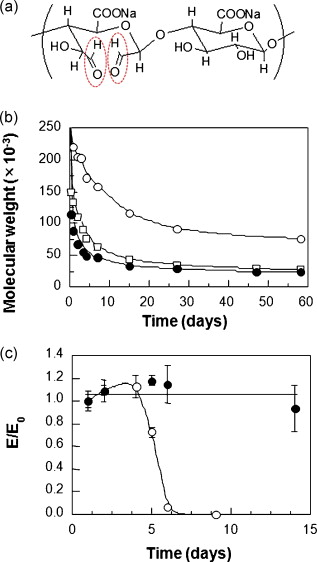 (a)
H COONa COONa
H H H H
O O O
HO OH
H
(b)
Molecular weight (× 10⁻³)
250
200
150
100
50
0
0 10 20 30 40 50 60
Time (days)
(c)
E/E₀
1.4
1.2
1.0
0.8
0.6
0.4
0.2
0.0
0 5 10 15
Time (days)